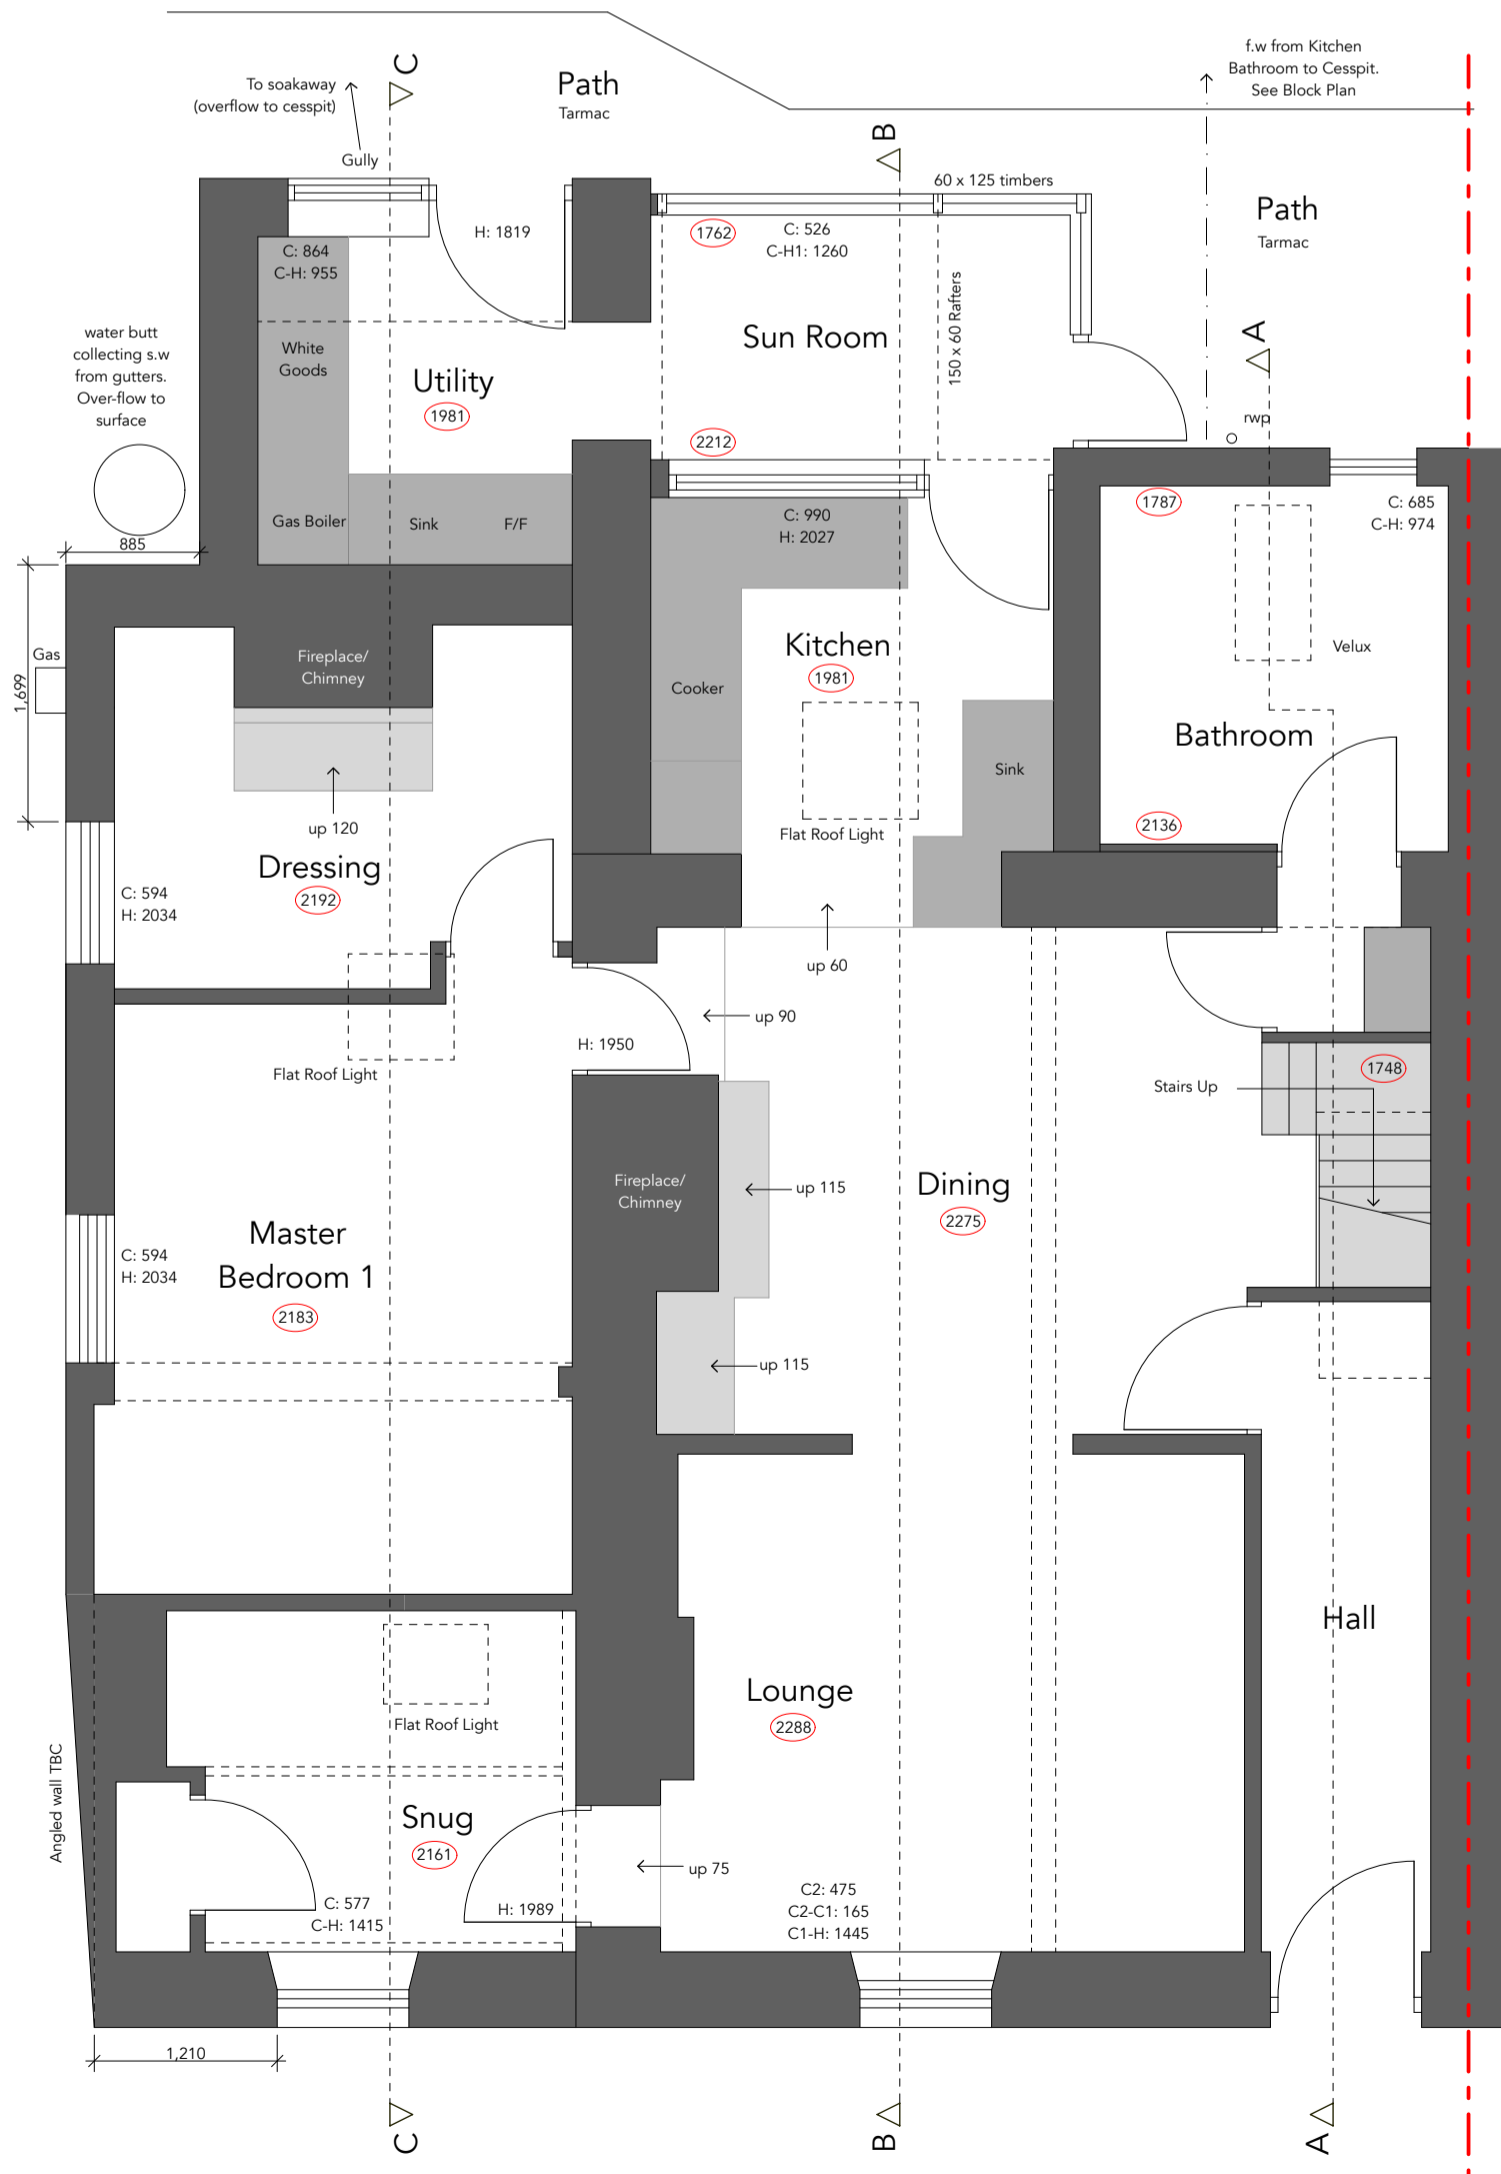 f.w from Kitchen
Bathroom to Cesspit.
See Block Plan
C
To soakaway
(overflow to cesspit)
Path
Tarmac
B
Gully
60 x 125 timbers
Path
Tarmac
H: 1819
1762
C: 526
C-H1: 1260
C: 864
C-H: 955
150 x 60 Rafters
A
water butt
collecting s.w
from gutters.
Over-flow to
surface
White
Goods
Sun Room
Utility
1981
rwp
2212
Gas Boiler
Sink
F/F
C: 990
H: 2027
1787
C: 685
C-H: 974
885
Gas
1,699
Fireplace/
Chimney
Kitchen
1981
Velux
Cooker
Bathroom
Sink
up 120
Flat Roof Light
2136
Dressing
2192
C: 594
H: 2034
up 60
up 90
H: 1950
Flat Roof Light
1748
Stairs Up
Fireplace/
Chimney
up 115
Dining
2275
Master
Bedroom 1
2183
C: 594
H: 2034
up 115
Hall
Lounge
2288
Flat Roof Light
Angled wall TBC
Snug
2161
up 75
C: 577
C-H: 1415
H: 1989
C2: 475
C2-C1: 165
C1-H: 1445
1,210
C
B
A